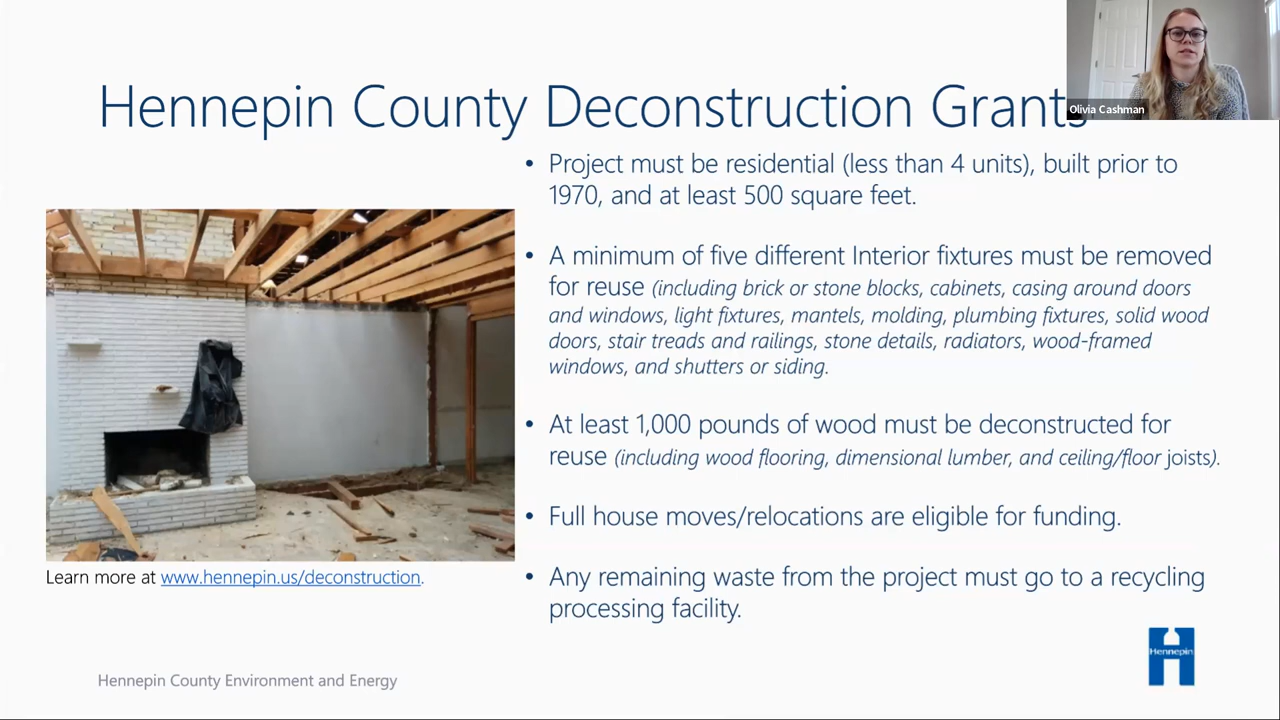 Hennepin County Deconstruction Grants
Olivia Cashman
• Project must be residential (less than 4 units), built prior to
1970, and at least 500 square feet.
• A minimum of five different Interior fixtures must be removed
for reuse (including brick or stone blocks, cabinets, casing around doors
and windows, light fixtures, mantels, molding, plumbing fixtures, solid wood
doors, stair treads and railings, stone details, radiators, wood-framed
windows, and shutters or siding.
• At least 1,000 pounds of wood must be deconstructed for
reuse (including wood flooring, dimensional lumber, and ceiling/floor joists).
• Full house moves/relocations are eligible for funding.
• Any remaining waste from the project must go to a recycling
processing facility.
Learn more at www.hennepin.us/deconstruction.
Hennepin County Environment and Energy
Hennepin